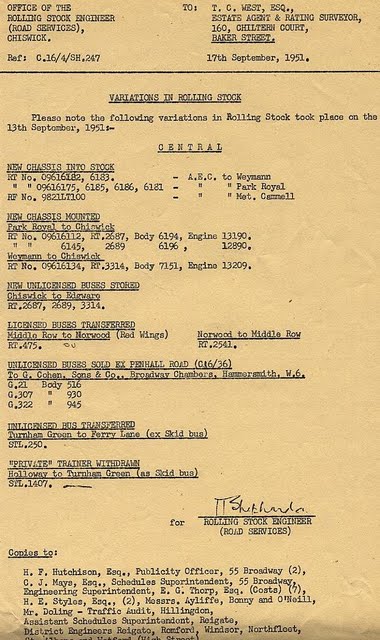 OFFICE OF THE TO: T. C. WEST, ESQ.,
ROLLING STOCK ENGINEER ESTATE AGENT & RATING SURVEYOR,
(ROAD SERVICES), 160, CHILTERN COURT,
CHISWICK. BAKER STREET.
Ref: C.16/4/SH.247 17th September, 1951.
VARIATIONS IN ROLLING STOCK
Please note the following variations in Rolling Stock took place on the
13th September, 1951:-
C E N T R A L
NEW CHASSIS INTO STOCK
RT No. 09616182, 6183. - A.E.C. to Weymann
" " 09616175, 6185, 6186, 6181 - " " Park Royal
RF No. 9821LT100 - " " Met. Cammell
NEW CHASSIS MOUNTED
Park Royal to Chiswick
RT No. 09616112, RT.2687, Body 6194, Engine 13190.
" " 6145, 2689 6196 , 12890.
Weymann to Chiswick
RT No. 09616134, RT.3314, Body 7151, Engine 13209.
NEW UNLICENSED BUSES STORED
Chiswick to Edgware
RT.2687, 2689, 3314.
LICENSED BUSES TRANSFERRED
Middle Row to Norwood (Red Wings) Norwood to Middle Row
RT.475. RT.2541.
UNLICENSED BUSES SOLD EX PENHALL ROAD (C46/36)
To G. Cohen, Sons & Co., Broadway Chambers, Hammersmith, W.6.
G.21 Body 516
G.307 " 930
G.322 " 945
UNLICENSED BUS TRANSFERRED
Turnham Green to Ferry Lane (ex Skid bus)
STL.250.
"PRIVATE" TRAINER WITHDRAWN
Holloway to Turnham Green (as Skid bus)
STL.1407.
for ROLLING STOCK ENGINEER
(ROAD SERVICES)
Copies to:
H. F. Hutchison, Esq., Publicity Officer, 55 Broadway (2),
C. J. Mays, Esq., Schedules Superintendent, 55 Broadway,
Engineering Superintendent, E. G. Thorp, Esq. (Costs) (7),
H. E. Styles, Esq., (2), Messrs. Ayliffe, Bonny and O'Neill,
Mr. Doling - Traffic Audit, Hillingdon,
Assistant Schedules Superintendent, Reigate,
District Engineers Reigate, Romford, Windsor, Northfleet,